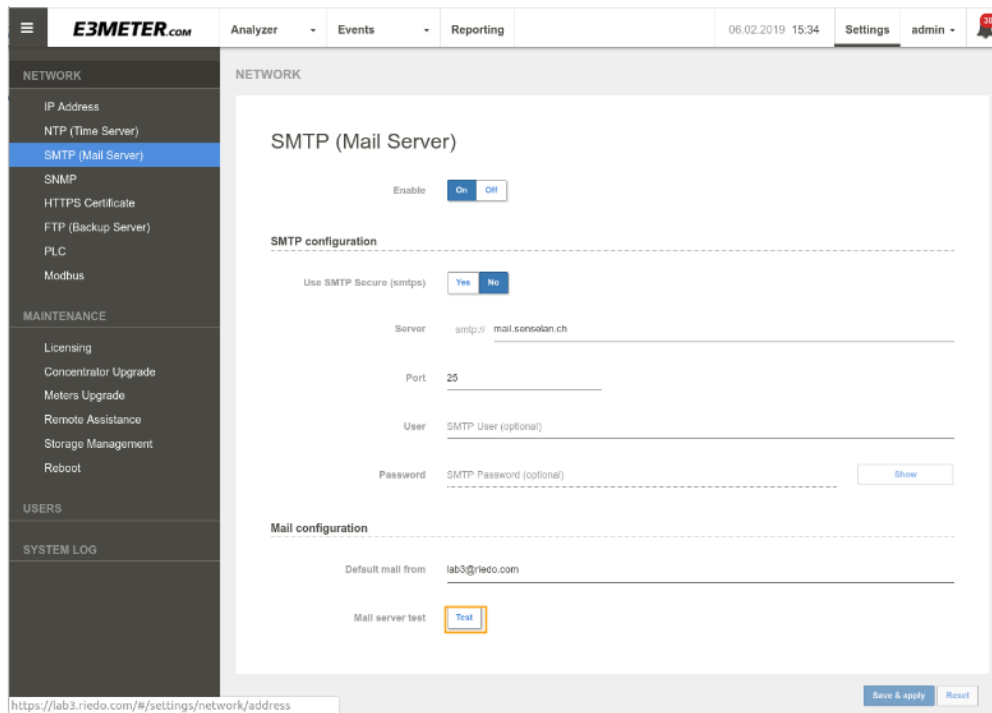 E3METER.COM Analyzer Events Reporting 06.02.2019 15:34 Settings admin 30
NETWORK
IP Address
NTP (Time Server)
SMTP (Mail Server)
SNMP
HTTPS Certificate
FTP (Backup Server)
PLC
Modbus
MAINTENANCE
Licensing
Concentrator Upgrade
Meters Upgrade
Remote Assistance
Storage Management
Reboot
USERS
SYSTEM LOG
NETWORK
SMTP (Mail Server)
Enable On Off
SMTP configuration
Use SMTP Secure (smtps) Yes No
Server smtp:// mail.senselan.ch
Port 25
User SMTP User (optional)
Password SMTP Password (optional) Show
Mail configuration
Default mail from lab3@riedo.com
Mail server test Test
Save & apply Reset
https://lab3.riedo.com/#/settings/network/address